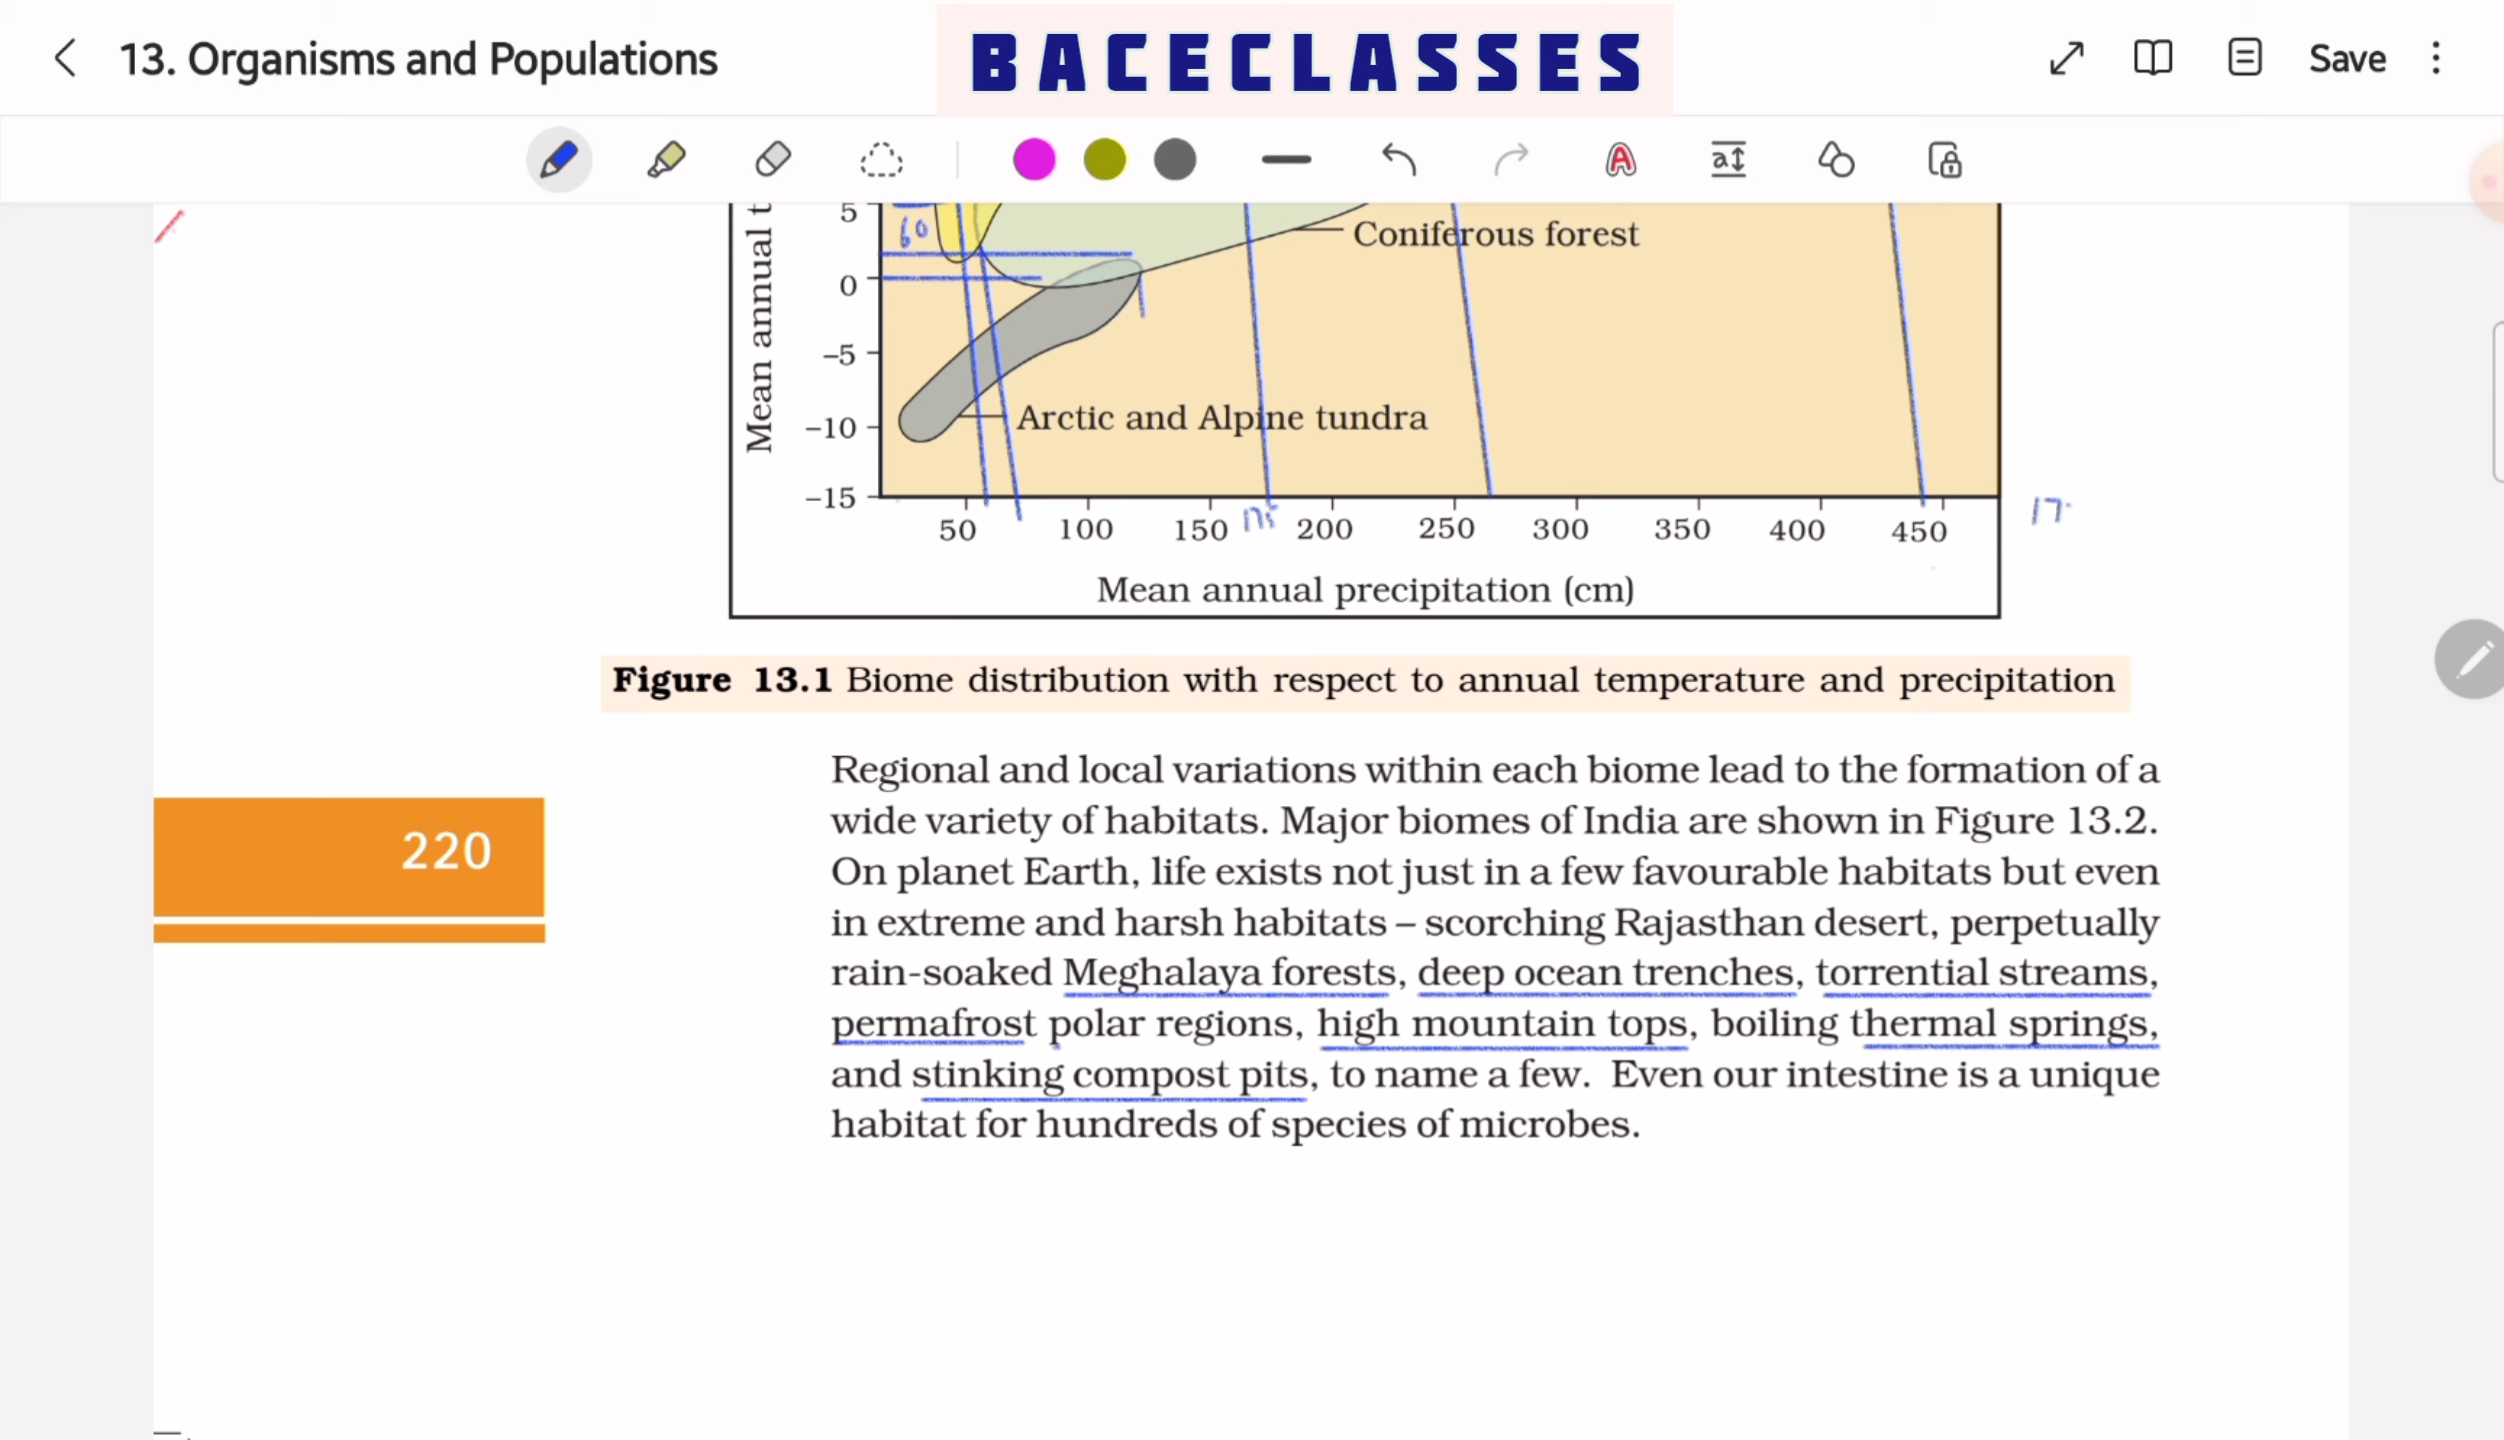 13. Organisms and Populations
BACECLASSES
Save
Mean annual t
5
60
0
–5
–10
–15
Coniferous forest
Arctic and Alpine tundra
50 100 150 175 200 250 300 350 400 450
17
Mean annual precipitation (cm)
Figure 13.1 Biome distribution with respect to annual temperature and precipitation
220
Regional and local variations within each biome lead to the formation of a
wide variety of habitats. Major biomes of India are shown in Figure 13.2.
On planet Earth, life exists not just in a few favourable habitats but even
in extreme and harsh habitats – scorching Rajasthan desert, perpetually
rain-soaked Meghalaya forests, deep ocean trenches, torrential streams,
permafrost polar regions, high mountain tops, boiling thermal springs,
and stinking compost pits, to name a few. Even our intestine is a unique
habitat for hundreds of species of microbes.